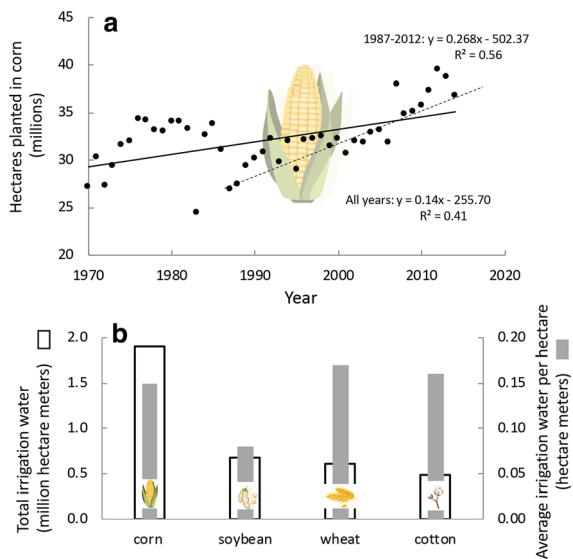 a
1987-2012: y = 0.268x - 502.37
R² = 0.56
45
40
35
30
25
20
Hectares planted in corn
(millions)
All years: y = 0.14x - 255.70
R² = 0.41
1970
1980
1990
2000
2010
2020
Year
b
2.0
1.5
1.0
0.5
0.0
Total irrigation water
(million hectare meters)
0.20
0.15
0.10
0.05
0.00
Average irrigation water per hectare
(hectare meters)
corn
soybean
wheat
cotton